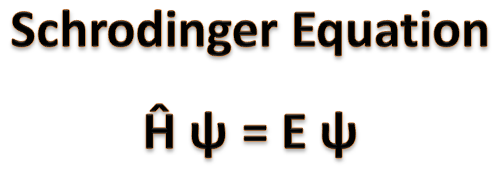 Schrodinger Equation
Ĥ ψ = E ψ